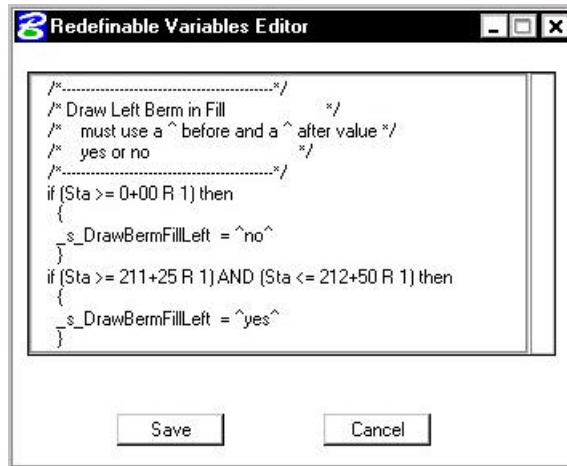 Redefinable Variables Editor
/*------------------------------------------*/
/* Draw Left Berm in Fill */
/* must use a ^ before and a ^ after value */
/* yes or no */
/*------------------------------------------*/
if (Sta >= 0+00 R 1) then
{
_s_DrawBermFillLeft = ^no^
}
if (Sta >= 211+25 R 1) AND (Sta <= 212+50 R 1) then
{
_s_DrawBermFillLeft = ^yes^
}
Save Cancel